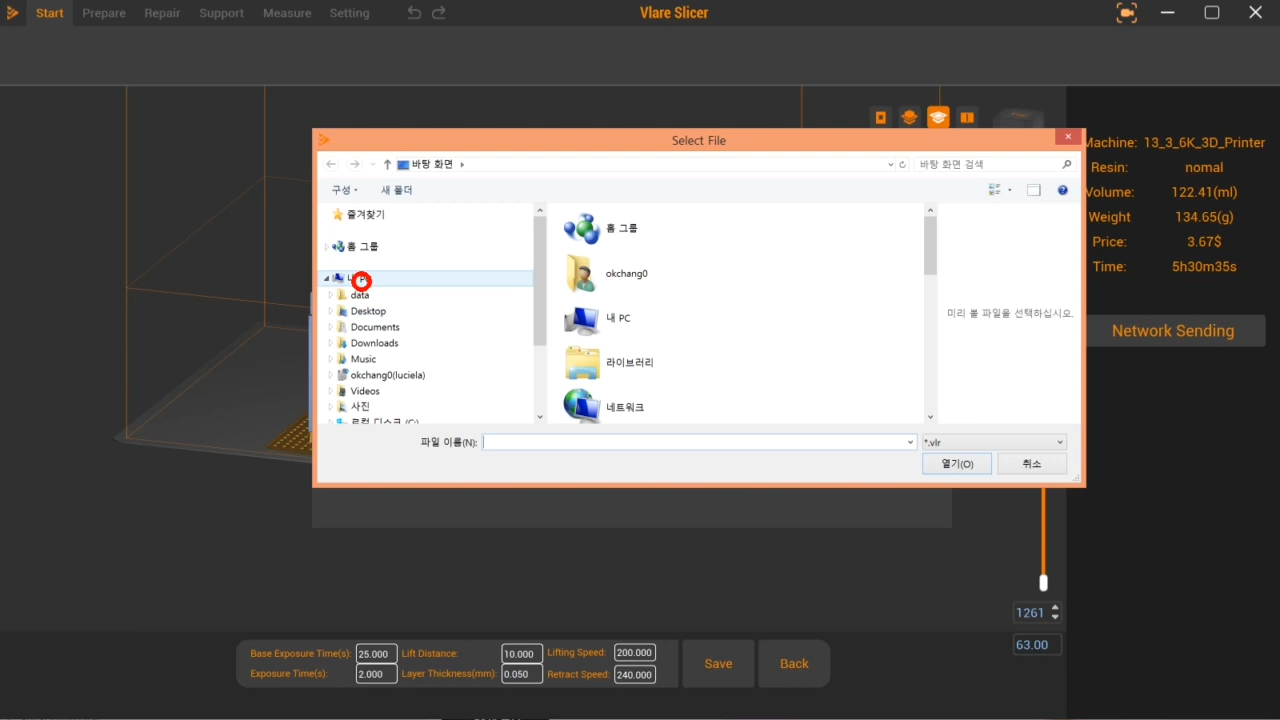 Start Prepare Repair Support Measure Setting Vlare Slicer
Select File
바탕 화면 바탕 화면 검색
구성 새 폴더
즐겨찾기
홈 그룹
data
Desktop
Documents
Downloads
Music
okchang0(luciela)
Videos
사진
로컬 디스크 (C:)
홈 그룹
okchang0
내 PC
라이브러리
네트워크
미리 볼 파일을 선택하십시오.
파일 이름(N): *.vlr
열기(O) 취소
Machine: 13_3_6K_3D_Printer
Resin: nomal
Volume: 122.41(ml)
Weight 134.65(g)
Price: 3.67$
Time: 5h30m35s
Network Sending
1261
63.00
Base Exposure Time(s): 25.000 Lift Distance: 10.000 Lifting Speed: 200.000
Exposure Time(s): 2.000 Layer Thickness(mm): 0.050 Retract Speed: 240.000
Save Back